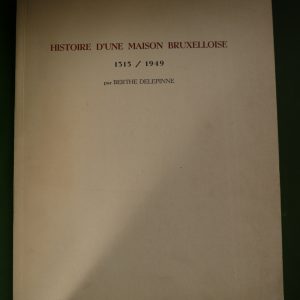 HISTOIRE D'UNE MAISON BRUXELLOISE
1313 / 1949
par BERTHE DELEPINNE